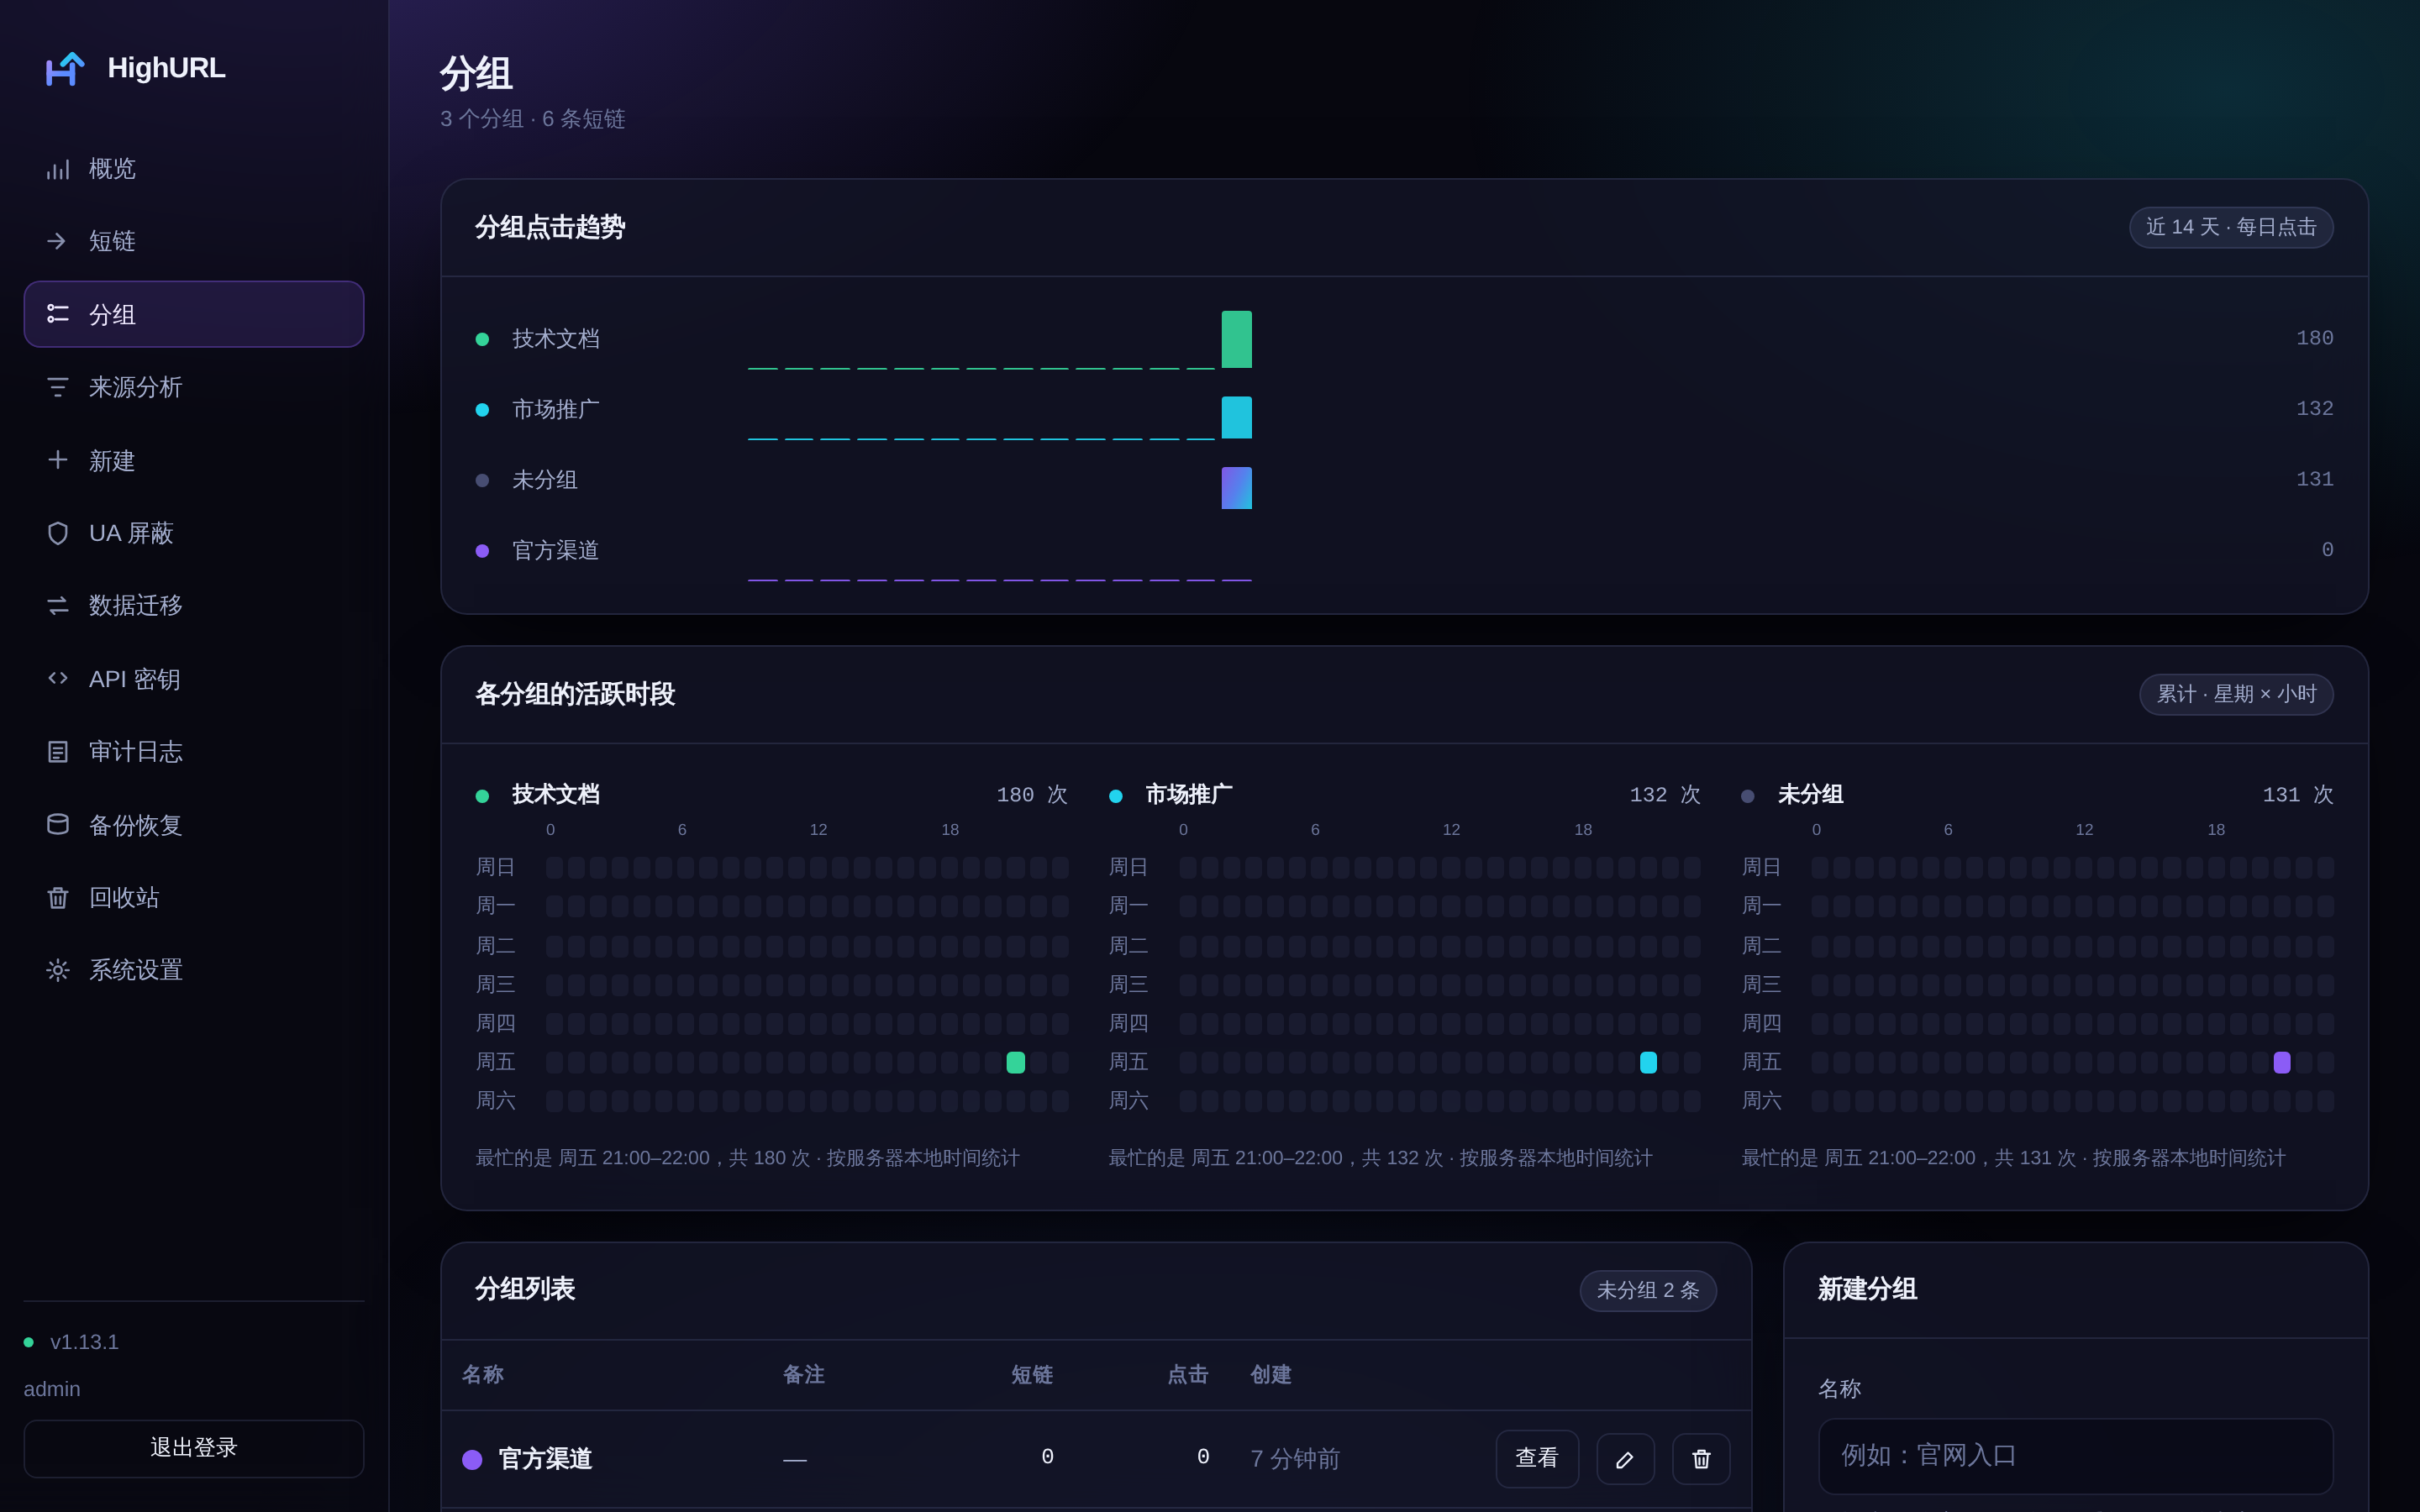 HighURL
概览
短链
分组
来源分析
新建
UA 屏蔽
数据迁移
API 密钥
审计日志
备份恢复
回收站
系统设置
v1.13.1
admin
退出登录
分组
3 个分组 · 6 条短链
分组点击趋势
近 14 天 · 每日点击
技术文档 180
市场推广 132
未分组 131
官方渠道 0
各分组的活跃时段
累计 · 星期 × 小时
技术文档 180 次
0 6 12 18
周日
周一
周二
周三
周四
周五
周六
最忙的是 周五 21:00–22:00，共 180 次 · 按服务器本地时间统计
市场推广 132 次
0 6 12 18
周日
周一
周二
周三
周四
周五
周六
最忙的是 周五 21:00–22:00，共 132 次 · 按服务器本地时间统计
未分组 131 次
0 6 12 18
周日
周一
周二
周三
周四
周五
周六
最忙的是 周五 21:00–22:00，共 131 次 · 按服务器本地时间统计
分组列表
未分组 2 条
名称 备注 短链 点击 创建
官方渠道 — 0 0 7 分钟前 查看
新建分组
名称
例如：官网入口